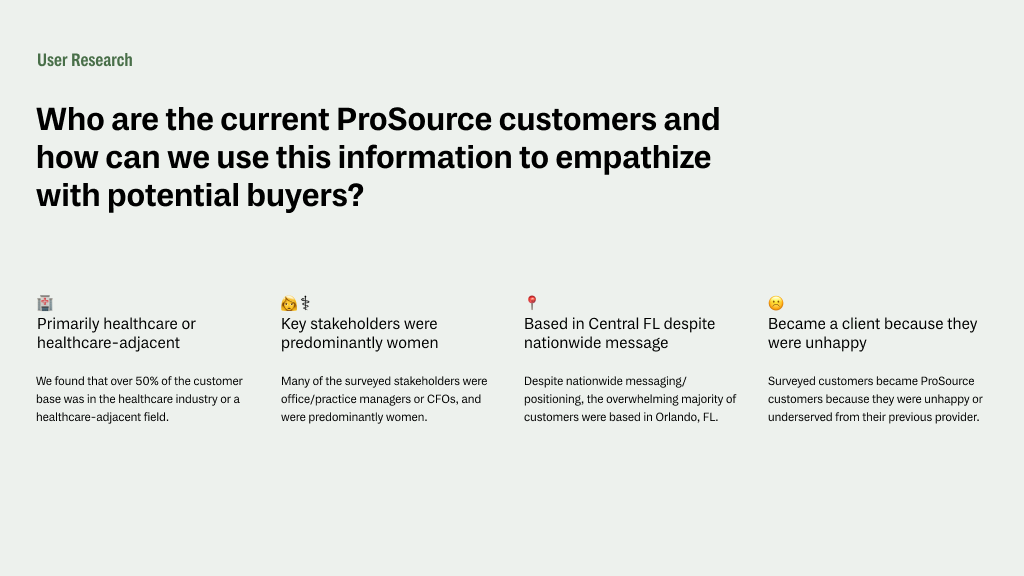 User Research
Who are the current ProSource customers and
how can we use this information to empathize
with potential buyers?
Primarily healthcare or
healthcare-adjacent
We found that over 50% of the customer
base was in the healthcare industry or a
healthcare-adjacent field.
Key stakeholders were
predominantly women
Many of the surveyed stakeholders were
office/practice managers or CFOs, and
were predominantly women.
Based in Central FL despite
nationwide message
Despite nationwide messaging/
positioning, the overwhelming majority of
customers were based in Orlando, FL.
Became a client because they
were unhappy
Surveyed customers became ProSource
customers because they were unhappy or
underserved from their previous provider.